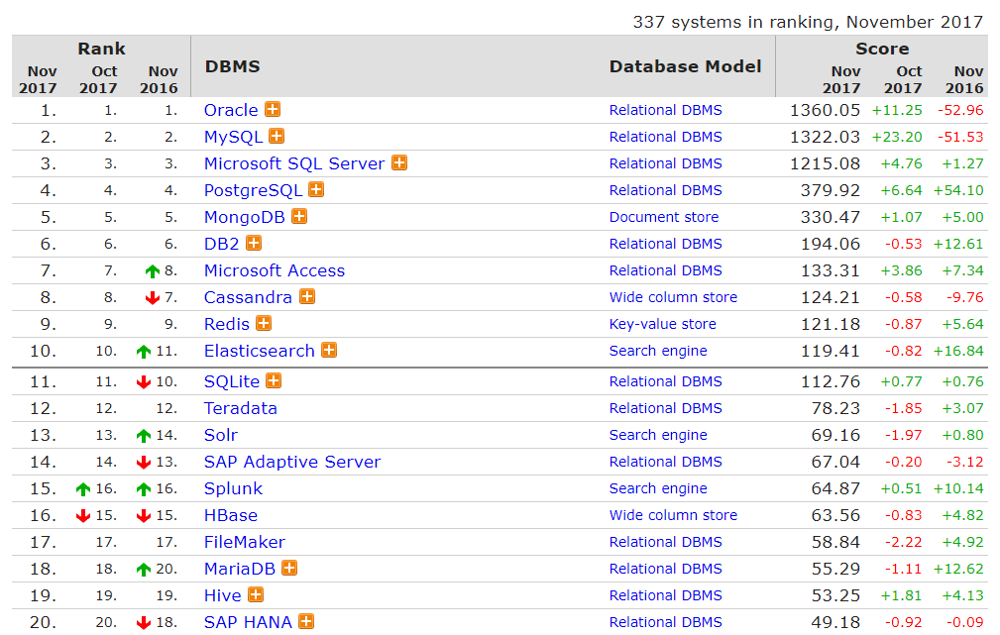 337 systems in ranking, November 2017
Rank DBMS Database Model Score
Nov 2017 Oct 2017 Nov 2016 Nov 2017 Oct 2017 Nov 2016
1. 1. 1. Oracle Relational DBMS 1360.05 +11.25 -52.96
2. 2. 2. MySQL Relational DBMS 1322.03 +23.20 -51.53
3. 3. 3. Microsoft SQL Server Relational DBMS 1215.08 +4.76 +1.27
4. 4. 4. PostgreSQL Relational DBMS 379.92 +6.64 +54.10
5. 5. 5. MongoDB Document store 330.47 +1.07 +5.00
6. 6. 6. DB2 Relational DBMS 194.06 -0.53 +12.61
7. 7. 8. Microsoft Access Relational DBMS 133.31 +3.86 +7.34
8. 8. 7. Cassandra Wide column store 124.21 -0.58 -9.76
9. 9. 9. Redis Key-value store 121.18 -0.87 +5.64
10. 10. 11. Elasticsearch Search engine 119.41 -0.82 +16.84
11. 11. 10. SQLite Relational DBMS 112.76 +0.77 +0.76
12. 12. 12. Teradata Relational DBMS 78.23 -1.85 +3.07
13. 13. 14. Solr Search engine 69.16 -1.97 +0.80
14. 14. 13. SAP Adaptive Server Relational DBMS 67.04 -0.20 -3.12
15. 16. 16. Splunk Search engine 64.87 +0.51 +10.14
16. 15. 15. HBase Wide column store 63.56 -0.83 +4.82
17. 17. 17. FileMaker Relational DBMS 58.84 -2.22 +4.92
18. 18. 20. MariaDB Relational DBMS 55.29 -1.11 +12.62
19. 19. 19. Hive Relational DBMS 53.25 +1.81 +4.13
20. 20. 18. SAP HANA Relational DBMS 49.18 -0.92 -0.09